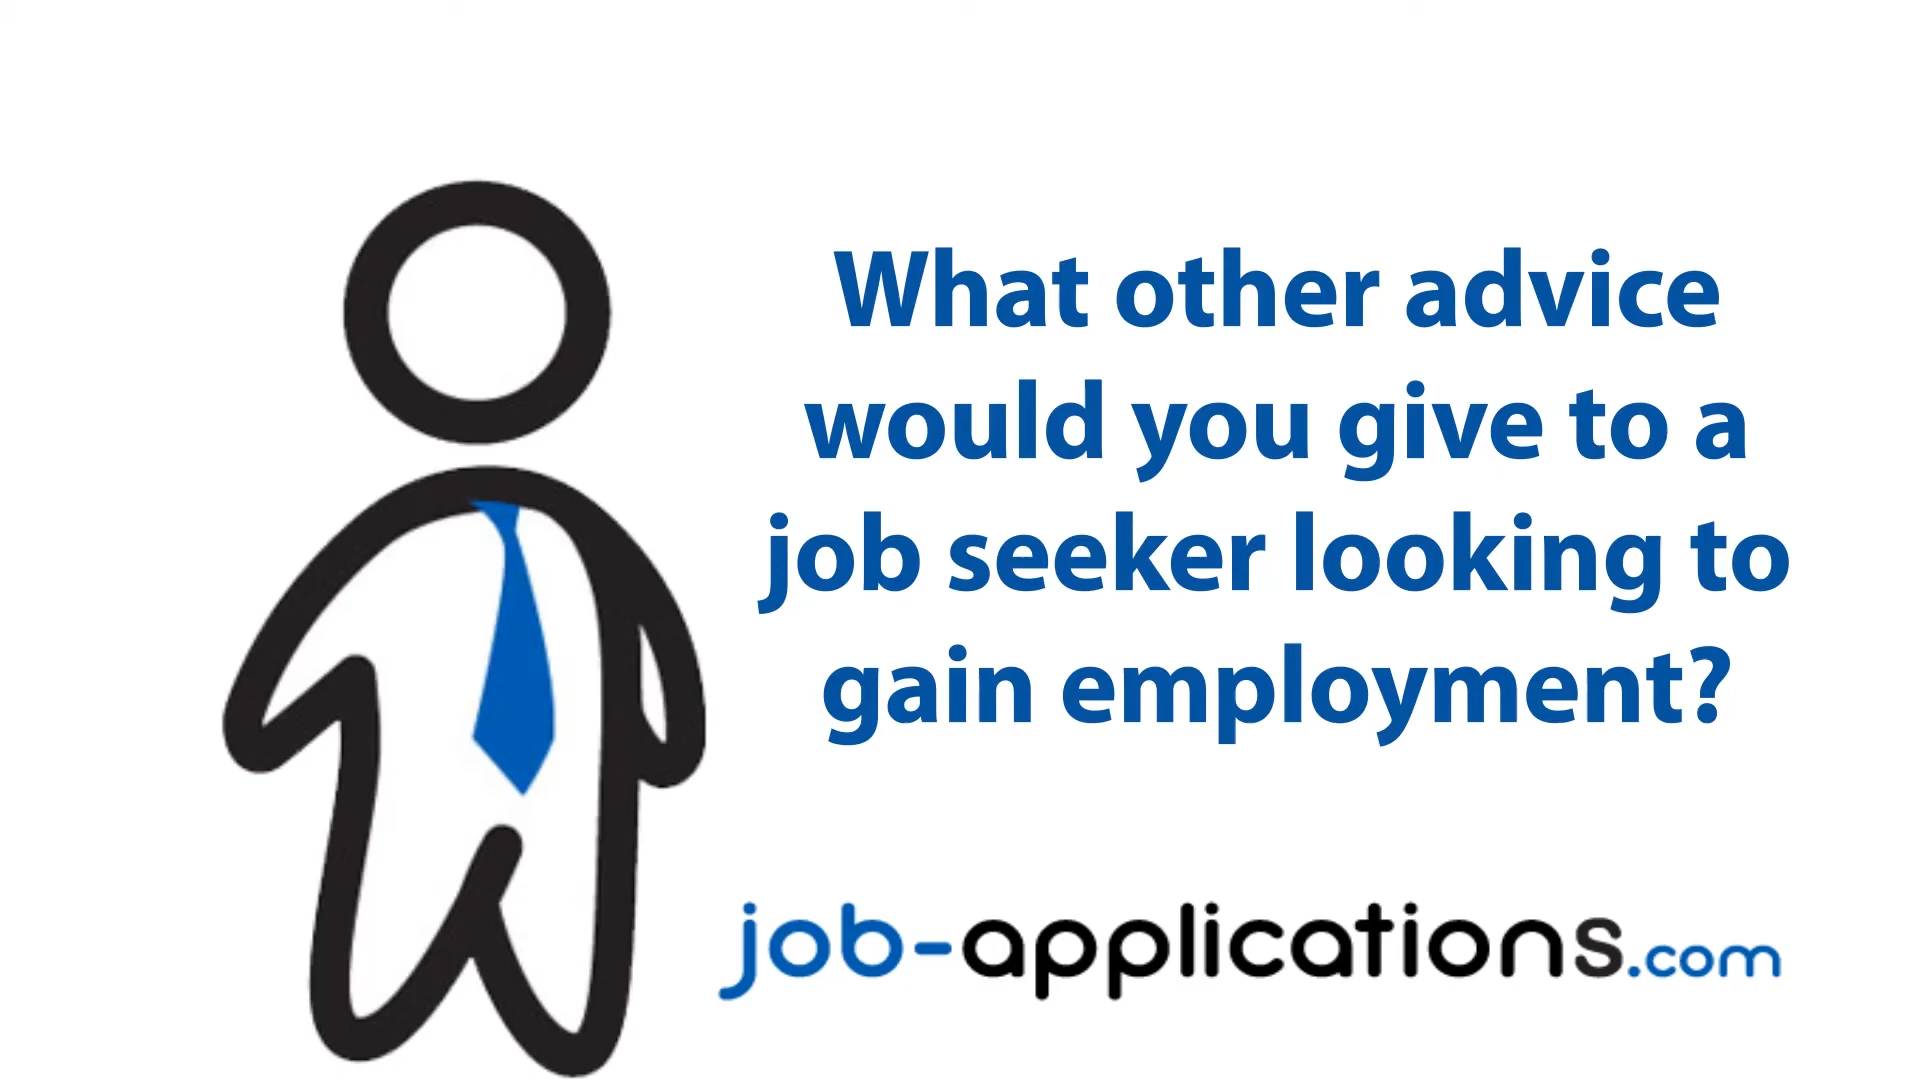 What other advice
would you give to a
job seeker looking to
gain employment?
job-applications.com